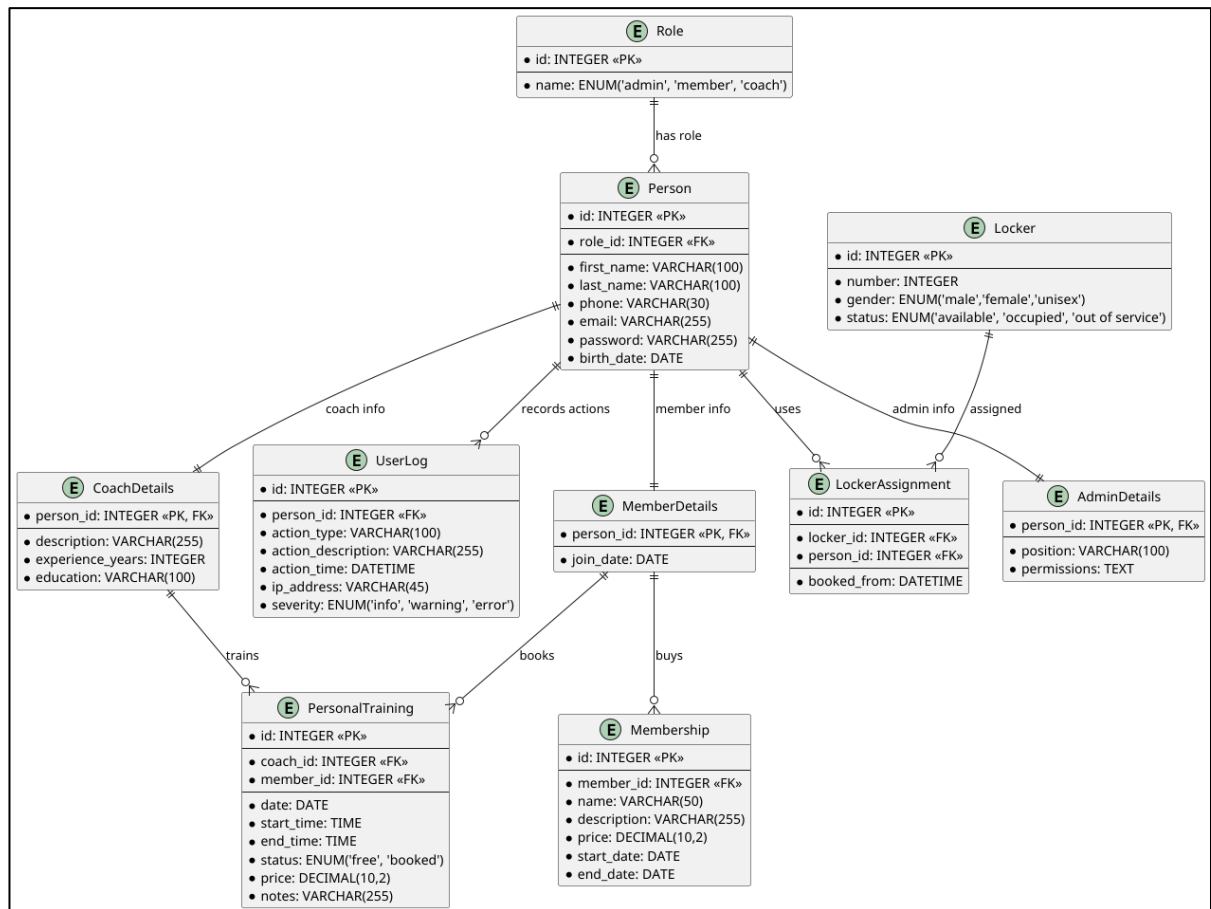 E Role
* id: INTEGER «PK»
* name: ENUM('admin', 'member', 'coach')
has role
E Person
* id: INTEGER «PK»
* role_id: INTEGER «FK»
* first_name: VARCHAR(100)
* last_name: VARCHAR(100)
* phone: VARCHAR(30)
* email: VARCHAR(255)
* password: VARCHAR(255)
* birth_date: DATE
E Locker
* id: INTEGER «PK»
* number: INTEGER
* gender: ENUM('male','female','unisex')
* status: ENUM('available', 'occupied', 'out of service')
coach info
records actions
member info
uses
admin info
assigned
E CoachDetails
* person_id: INTEGER «PK, FK»
* description: VARCHAR(255)
* experience_years: INTEGER
* education: VARCHAR(100)
E UserLog
* id: INTEGER «PK»
* person_id: INTEGER «FK»
* action_type: VARCHAR(100)
* action_description: VARCHAR(255)
* action_time: DATETIME
* ip_address: VARCHAR(45)
* severity: ENUM('info', 'warning', 'error')
E MemberDetails
* person_id: INTEGER «PK, FK»
* join_date: DATE
E LockerAssignment
* id: INTEGER «PK»
* locker_id: INTEGER «FK»
* person_id: INTEGER «FK»
* booked_from: DATETIME
E AdminDetails
* person_id: INTEGER «PK, FK»
* position: VARCHAR(100)
* permissions: TEXT
trains
books
buys
E PersonalTraining
* id: INTEGER «PK»
* coach_id: INTEGER «FK»
* member_id: INTEGER «FK»
* date: DATE
* start_time: TIME
* end_time: TIME
* status: ENUM('free', 'booked')
* price: DECIMAL(10,2)
* notes: VARCHAR(255)
E Membership
* id: INTEGER «PK»
* member_id: INTEGER «FK»
* name: VARCHAR(50)
* description: VARCHAR(255)
* price: DECIMAL(10,2)
* start_date: DATE
* end_date: DATE